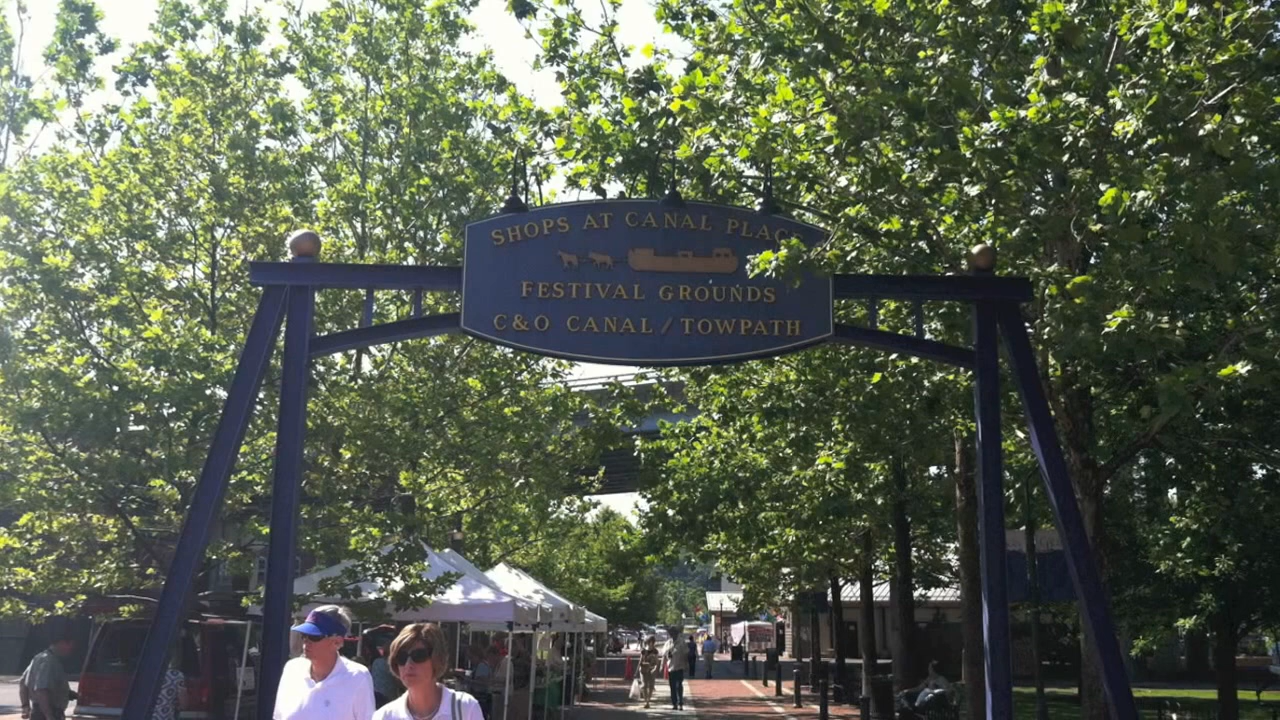 SHOPS AT CANAL PLACE
FESTIVAL GROUNDS
C&O CANAL / TOWPATH